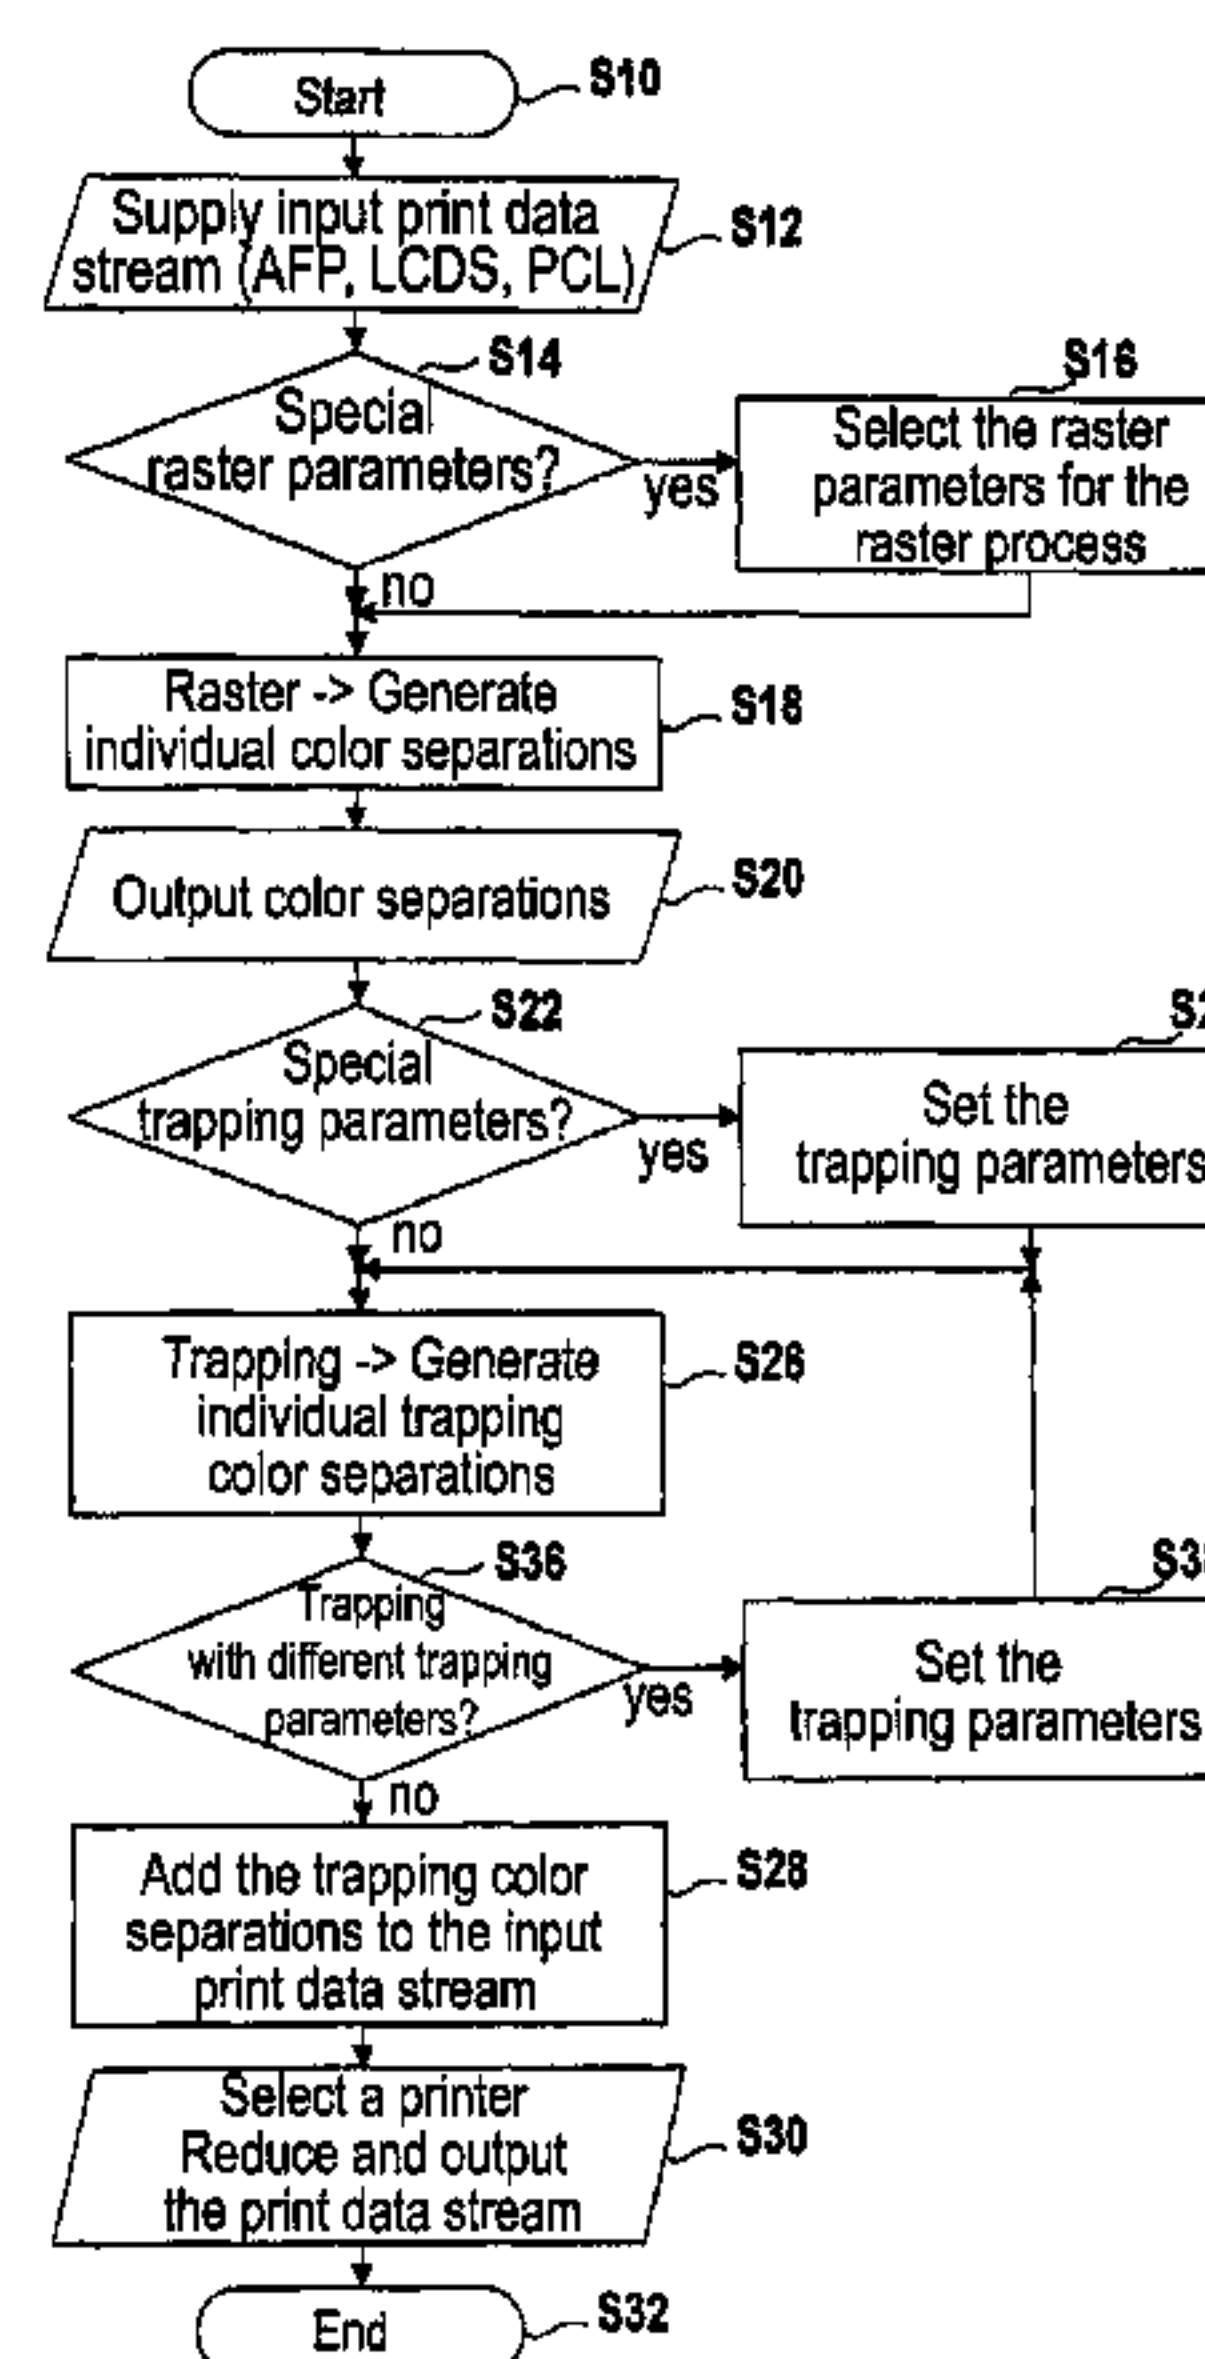 Start
S10
Supply input print data
stream (AFP, LCDS, PCL)
S12
S14
Special
raster parameters?
yes
no
S16
Select the raster
parameters for the
raster process
Raster -> Generate
individual color separations
S18
Output color separations
S20
S22
Special
trapping parameters?
yes
no
Set the
trapping parameters
Trapping -> Generate
individual trapping
color separations
S26
S36
Trapping
with different trapping
parameters?
yes
no
Set the
trapping parameters
Add the trapping color
separations to the input
print data stream
S28
Select a printer
Reduce and output
the print data stream
S30
End
S32